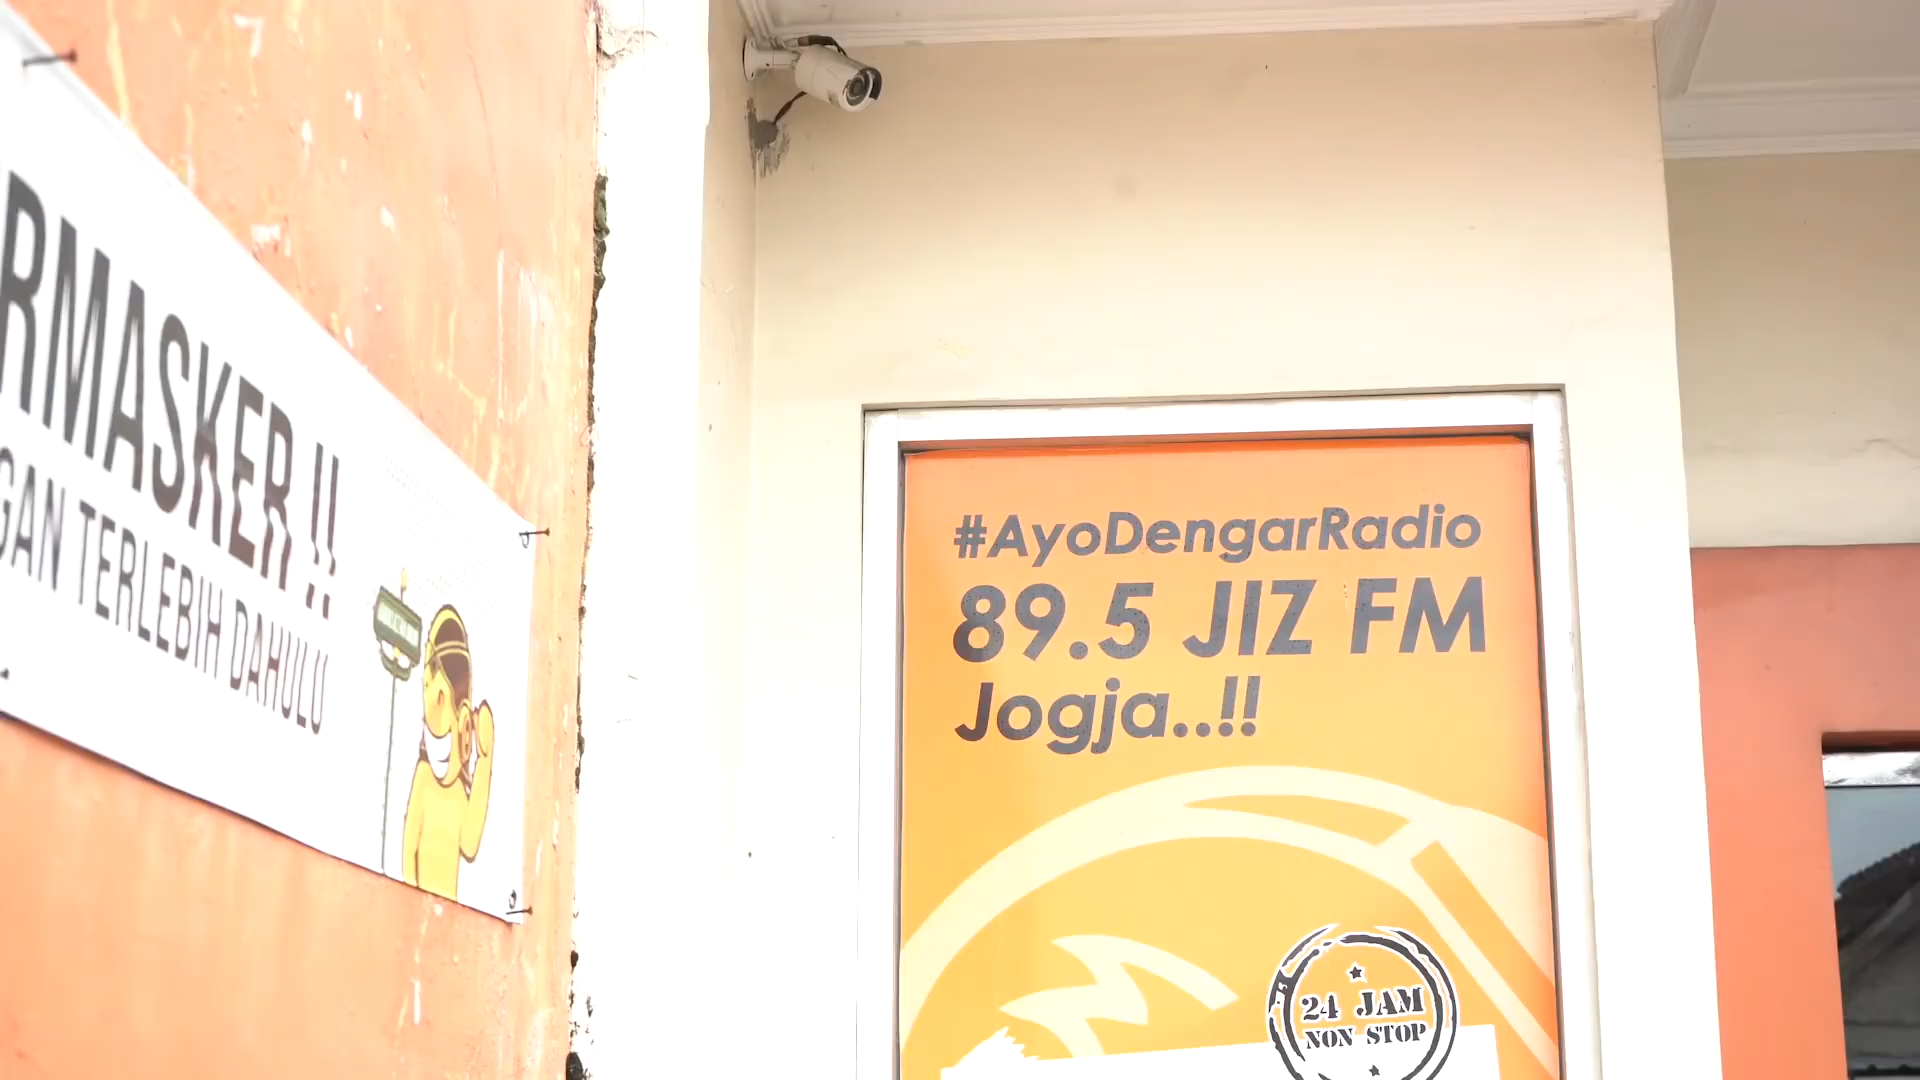 RMASKER !!
GAN TERLEBIH DAHULU
#AyoDengarRadio
89.5 JIZ FM
Jogja..!!
24 JAM
NON STOP